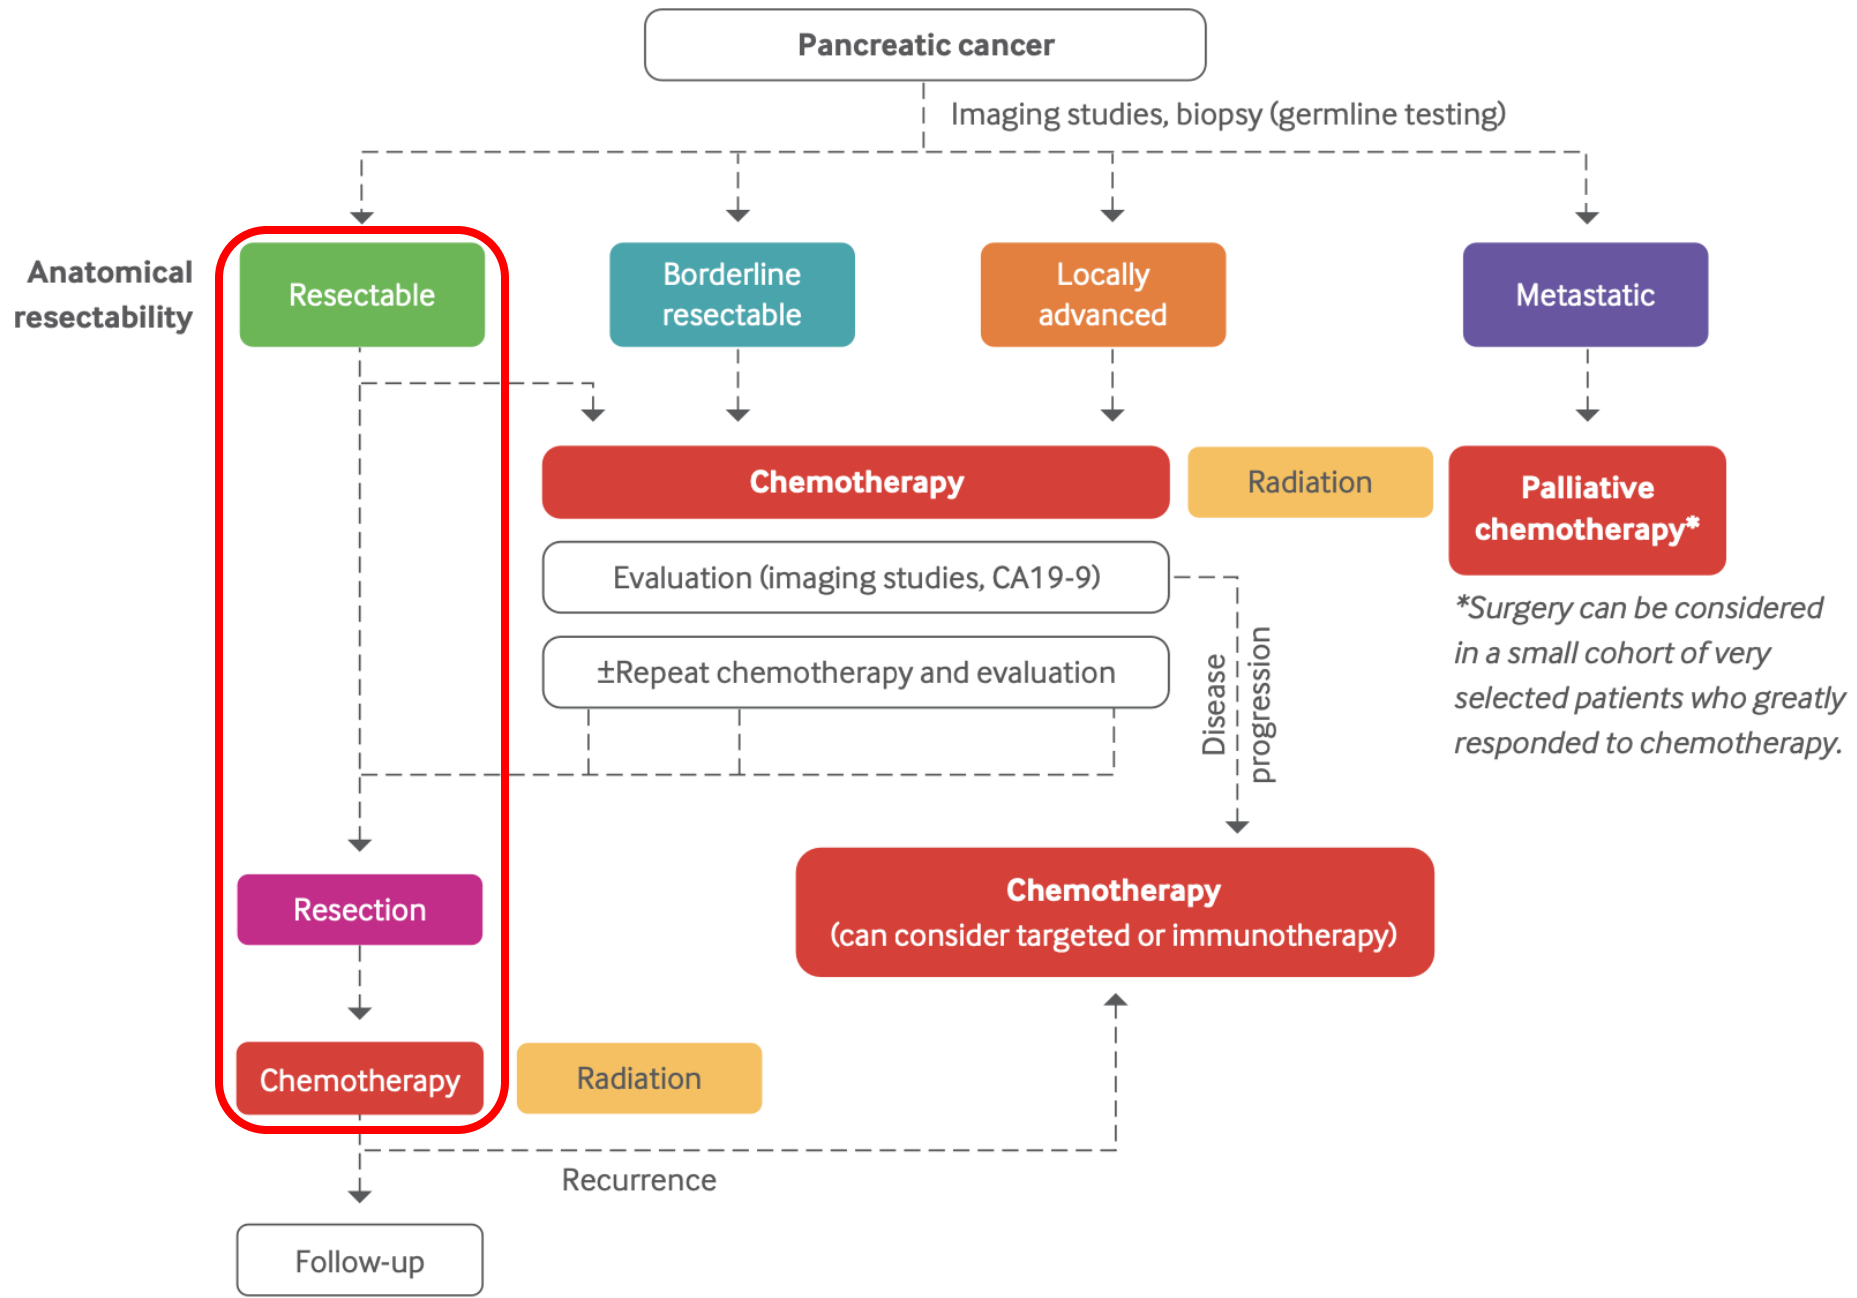 Pancreatic cancer
Imaging studies, biopsy (germline testing)
Anatomical
resectability
Resectable
Borderline
resectable
Locally
advanced
Metastatic
Chemotherapy
Radiation
Palliative
chemotherapy*
Evaluation (imaging studies, CA19-9)
±Repeat chemotherapy and evaluation
*Surgery can be considered
in a small cohort of very
selected patients who greatly
responded to chemotherapy.
Disease
progression
Resection
Chemotherapy
(can consider targeted or immunotherapy)
Chemotherapy
Radiation
Recurrence
Follow-up